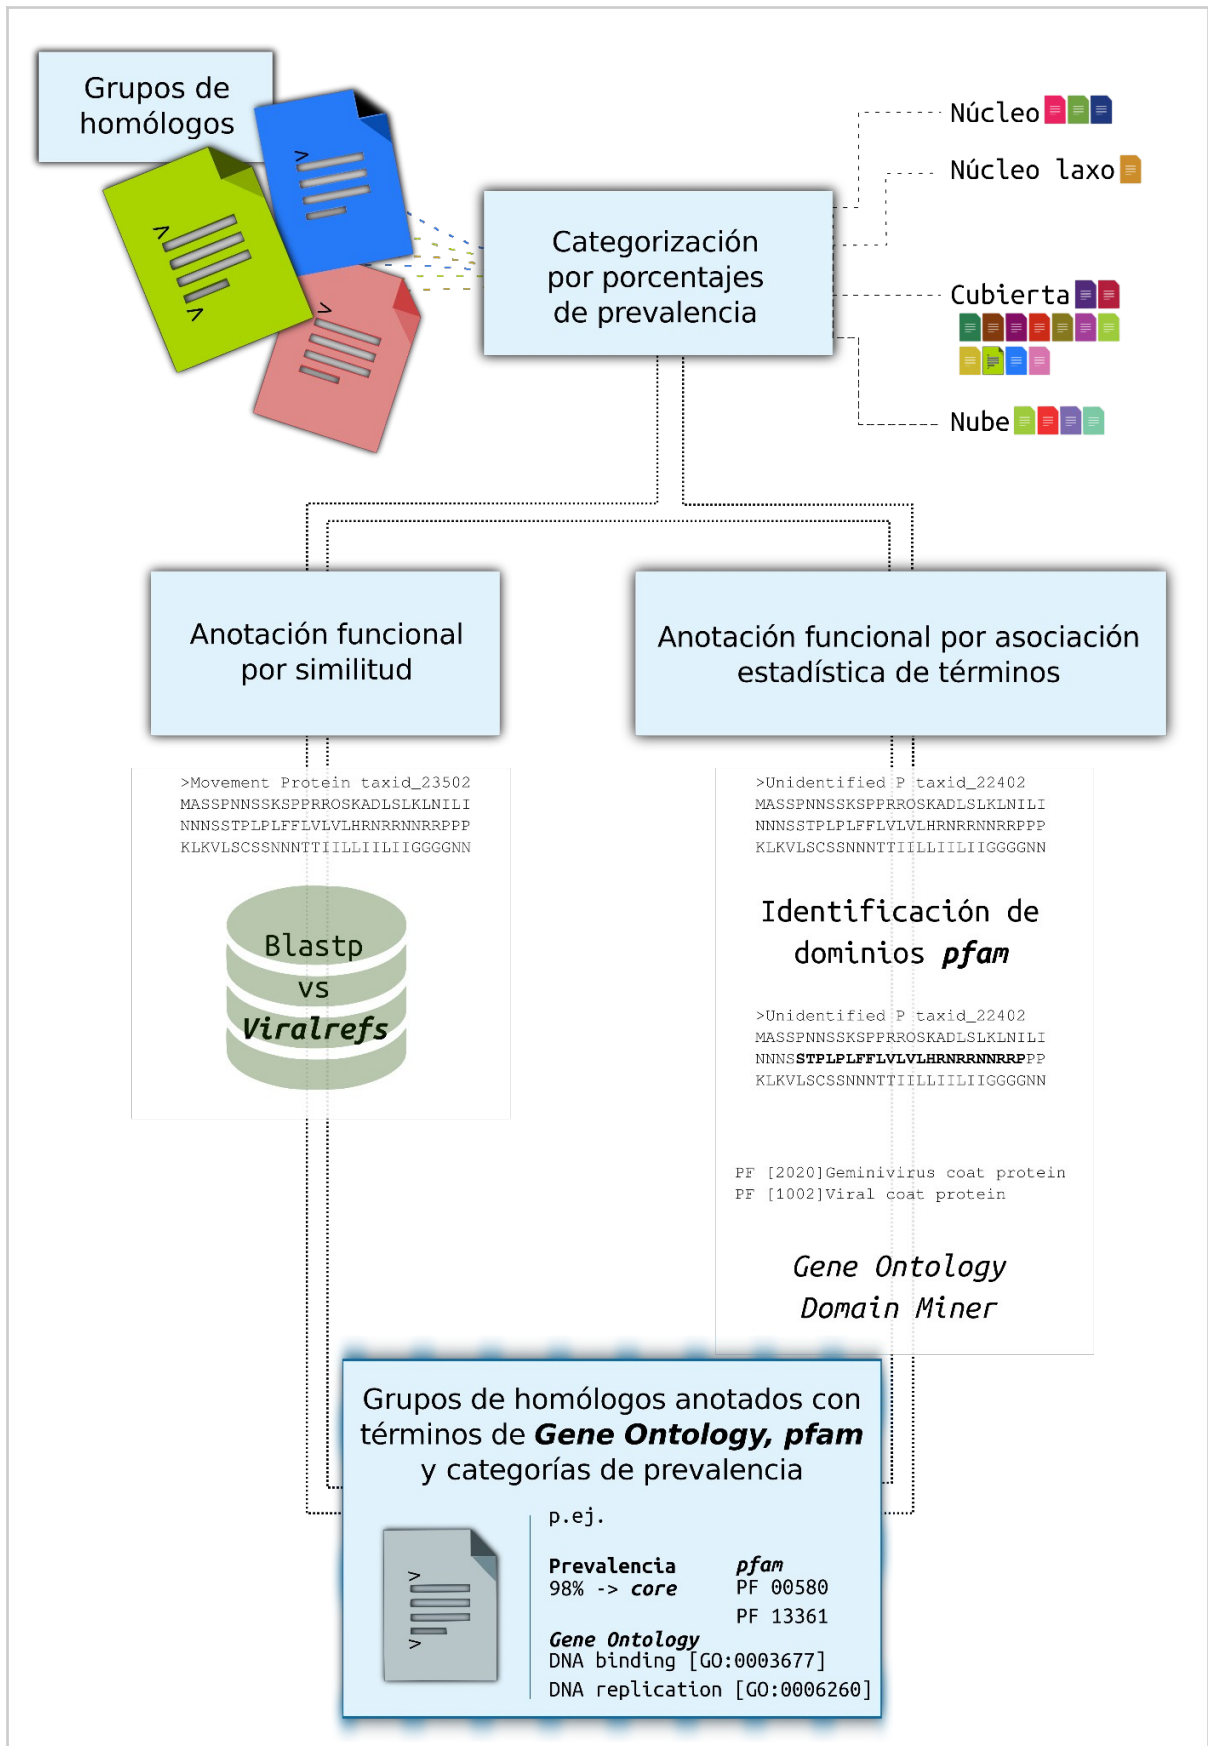 Grupos de
homólogos
Categorización
por porcentajes
de prevalencia
Núcleo
Núcleo laxo
Cubierta
Nube
Anotación funcional
por similitud
Anotación funcional por asociación
estadística de términos
>Movement Protein taxid_23502
MASSPNNSSKSPPRROSKADLSLKLNILI
NNNSSTPLPLFFLVLVLHRNRRNNRRPPP
KLKVLSCSSNNNTTIILLIILIIGGGGNN
Blastp
vs
Viralrefs
>Unidentified P taxid_22402
MASSPNNSSKSPPRROSKADLSLKLNILI
NNNSSTPLPLFFLVLVLHRNRRNNRRPPP
KLKVLSCSSNNNTTIILLIILIIGGGGNN
Identificación de
dominios pfam
>Unidentified P taxid_22402
MASSPNNSSKSPPRROSKADLSLKLNILI
NNNSSTPLPLFFLVLVLHRNRRNNRRPPP
KLKVLSCSSNNNTTIILLIILIIGGGGNN
PF [2020]Geminivirus coat protein
PF [1002]Viral coat protein
Gene Ontology
Domain Miner
Grupos de homólogos anotados con
términos de Gene Ontology, pfam
y categorías de prevalencia
p.ej.
Prevalencia
98% -> core
pfam
PF 00580
PF 13361
Gene Ontology
DNA binding [GO:0003677]
DNA replication [GO:0006260]